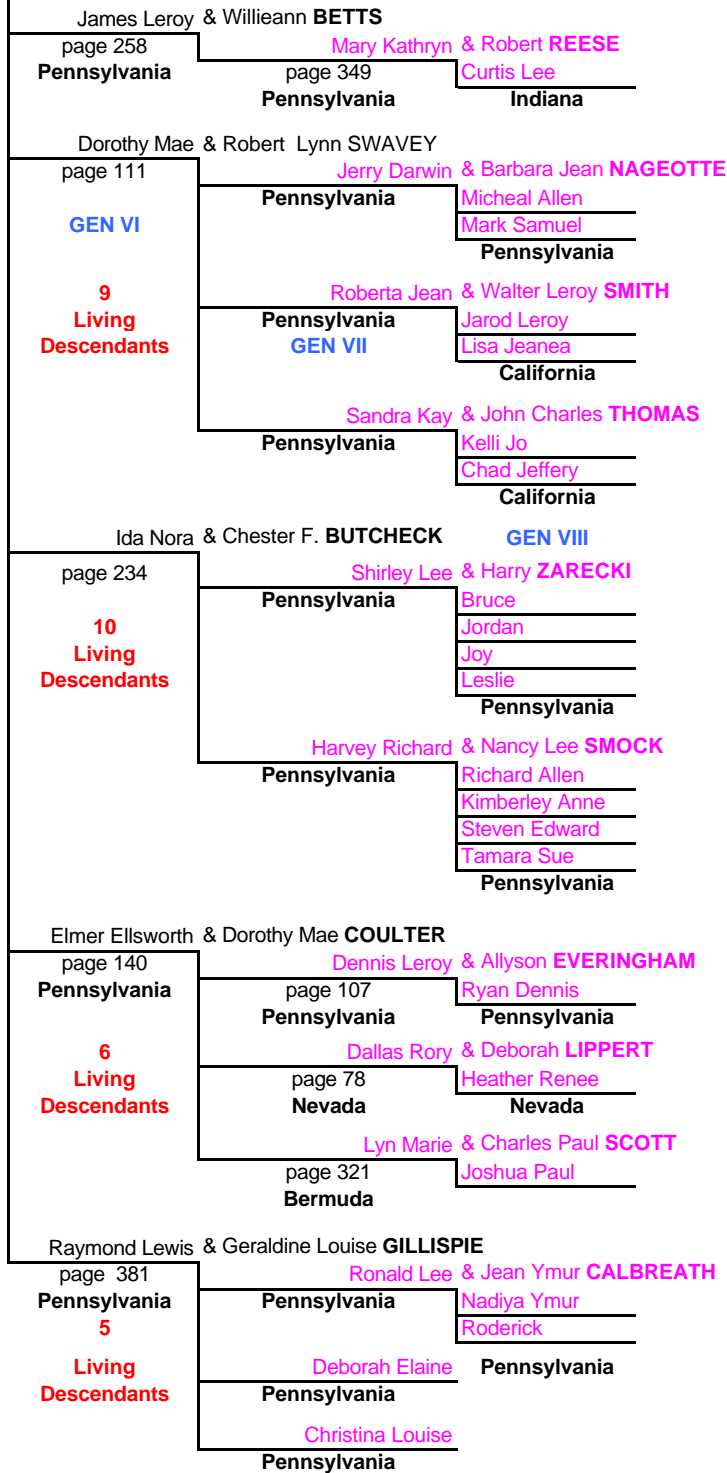 James Leroy & Willieann BETTS
page 258 Mary Kathryn & Robert REESE
Pennsylvania page 349 Curtis Lee
Pennsylvania Indiana
Dorothy Mae & Robert Lynn SWAVEY
page 111 Jerry Darwin & Barbara Jean NAGEOTTE
Pennsylvania Micheal Allen
GEN VI Mark Samuel
Pennsylvania
9 Roberta Jean & Walter Leroy SMITH
Living Pennsylvania Jarod Leroy
Descendants GEN VII Lisa Jeanea
California
Sandra Kay & John Charles THOMAS
Pennsylvania Kelli Jo
Chad Jeffery
California
Ida Nora & Chester F. BUTCHECK GEN VIII
page 234 Shirley Lee & Harry ZARECKI
Pennsylvania Bruce
10 Jordan
Living Joy
Descendants Leslie
Pennsylvania
Harvey Richard & Nancy Lee SMOCK
Pennsylvania Richard Allen
Kimberley Anne
Steven Edward
Tamara Sue
Pennsylvania
Elmer Ellsworth & Dorothy Mae COULTER
page 140 Dennis Leroy & Allyson EVERINGHAM
Pennsylvania page 107 Ryan Dennis
Pennsylvania Pennsylvania
6 Dallas Rory & Deborah LIPPERT
Living page 78 Heather Renee
Descendants Nevada Nevada
Lyn Marie & Charles Paul SCOTT
page 321 Joshua Paul
Bermuda
Raymond Lewis & Geraldine Louise GILLISPIE
page 381 Ronald Lee & Jean Ymur CALBREATH
Pennsylvania Pennsylvania Nadiya Ymur
5 Roderick
Living Deborah Elaine Pennsylvania
Descendants Pennsylvania
Christina Louise
Pennsylvania